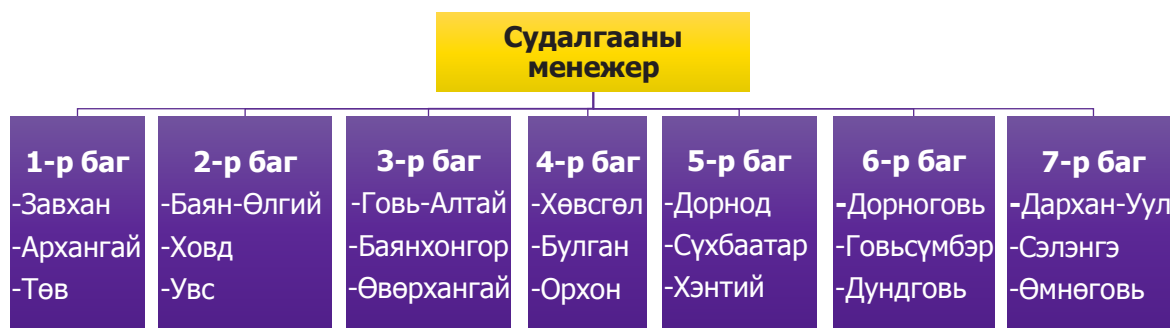 Судалгааны
менежер
1-р баг
-Завхан
-Архангай
-Төв
2-р баг
-Баян-Өлгий
-Ховд
-Увс
3-р баг
-Говь-Алтай
-Баянхонгор
-Өвөрхангай
4-р баг
-Хөвсгөл
-Булган
-Орхон
5-р баг
-Дорнод
-Сүхбаатар
-Хэнтий
6-р баг
-Дорноговь
-Говьсүмбэр
-Дундговь
7-р баг
-Дархан-Уул
-Сэлэнгэ
-Өмнөговь